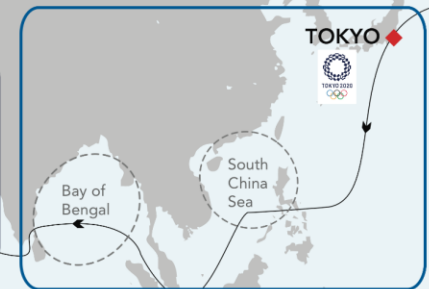 TOKYO
TOKYO 2020
South
China
Sea
Bay of
Bengal